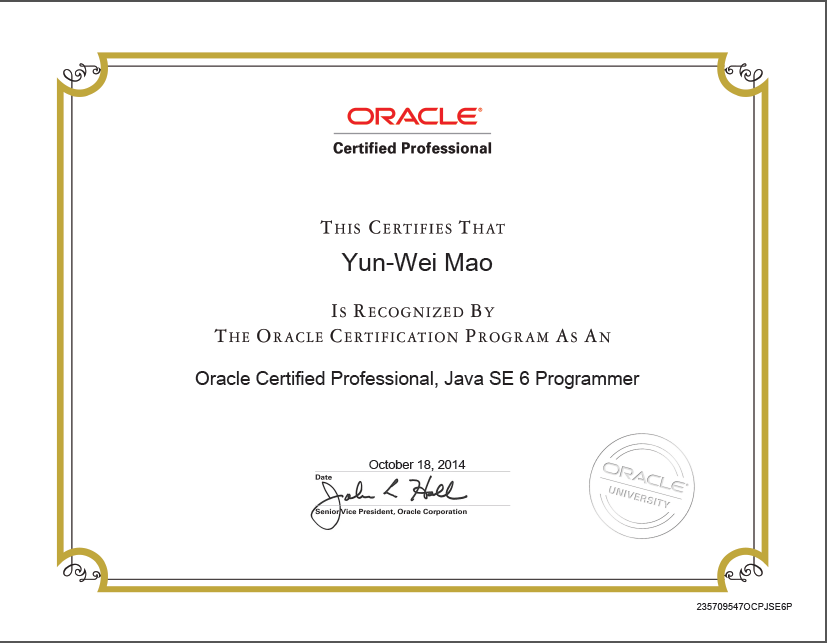 ORACLE®
Certified Professional
THIS CERTIFIES THAT
Yun-Wei Mao
IS RECOGNIZED BY
THE ORACLE CERTIFICATION PROGRAM AS AN
Oracle Certified Professional, Java SE 6 Programmer
October 18, 2014
Date
John L Hall
Senior Vice President, Oracle Corporation
ORACLE®
UNIVERSITY
235709547OCPJSE6P